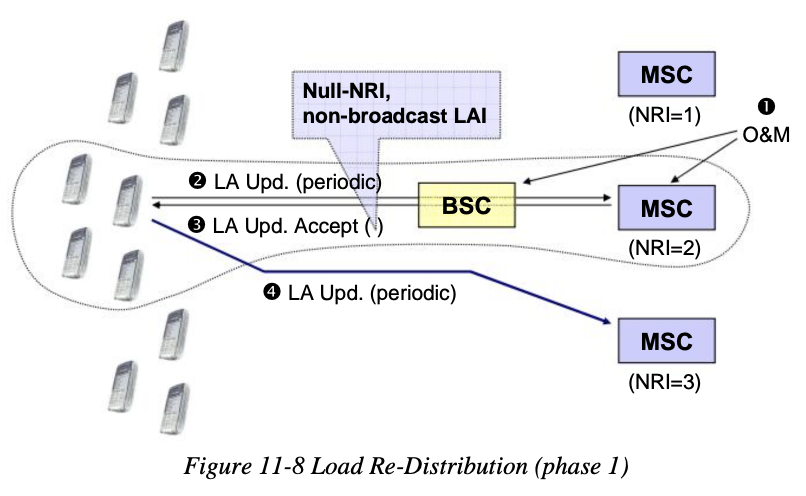 MSC
(NRI=1)
Null-NRI,
non-broadcast LAI
❶
O&M
❷ LA Upd. (periodic)
BSC
MSC
(NRI=2)
❸ LA Upd. Accept ( )
❹ LA Upd. (periodic)
MSC
(NRI=3)
Figure 11-8 Load Re-Distribution (phase 1)